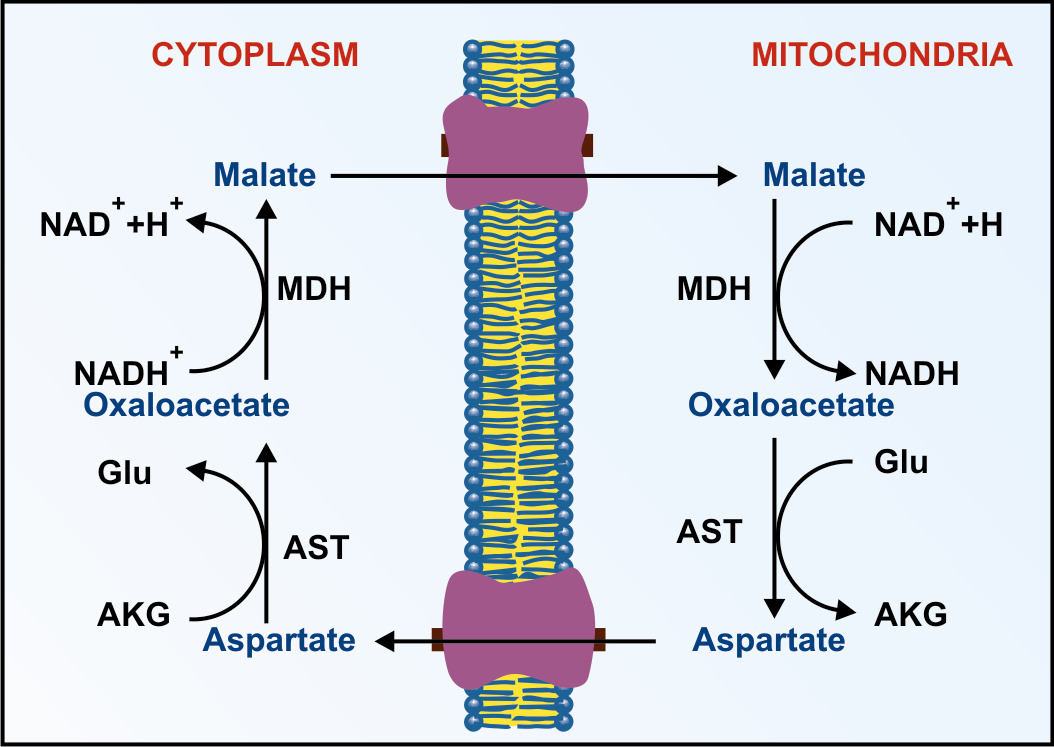 CYTOPLASM
MITOCHONDRIA
Malate
Malate
NAD⁺+H⁺
NAD⁺+H
MDH
MDH
NADH⁺
NADH
Oxaloacetate
Oxaloacetate
Glu
Glu
AST
AST
AKG
AKG
Aspartate
Aspartate